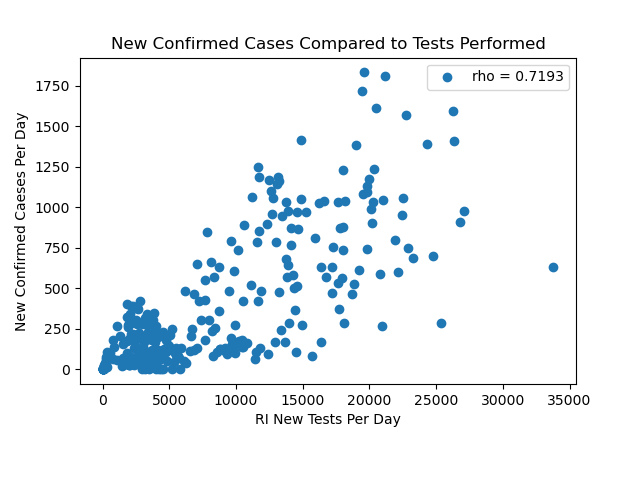 New Confirmed Cases Compared to Tests Performed
rho = 0.7193
1750
1500
1250
1000
750
500
250
0
New Confirmed Caeses Per Day
0 5000 10000 15000 20000 25000 30000 35000
RI New Tests Per Day